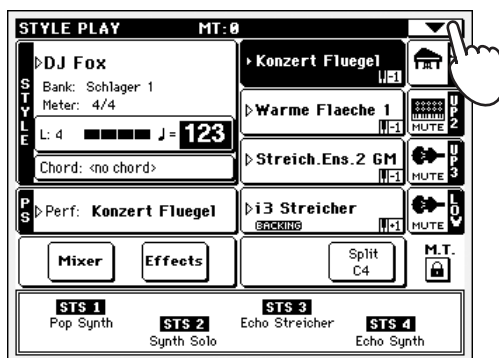 STYLE PLAY MT:0
STYLE
▷DJ Fox
Bank: Schlager 1
Meter: 4/4
L: 4 ♩= 123
Chord: <no chord>
PS
▷Perf: Konzert Fluegel
Mixer Effects
▸Konzert Fluegel
-1
▷Warme Flaeche 1
-1
MUTE UP2
▷Streich.Ens.2 GM
-1
MUTE UP3
▷i3 Streicher
BACKING +1
MUTE LOW
Split
C4
M.T.
STS 1 STS 3
Pop Synth Echo Streicher
STS 2 STS 4
Synth Solo Echo Synth